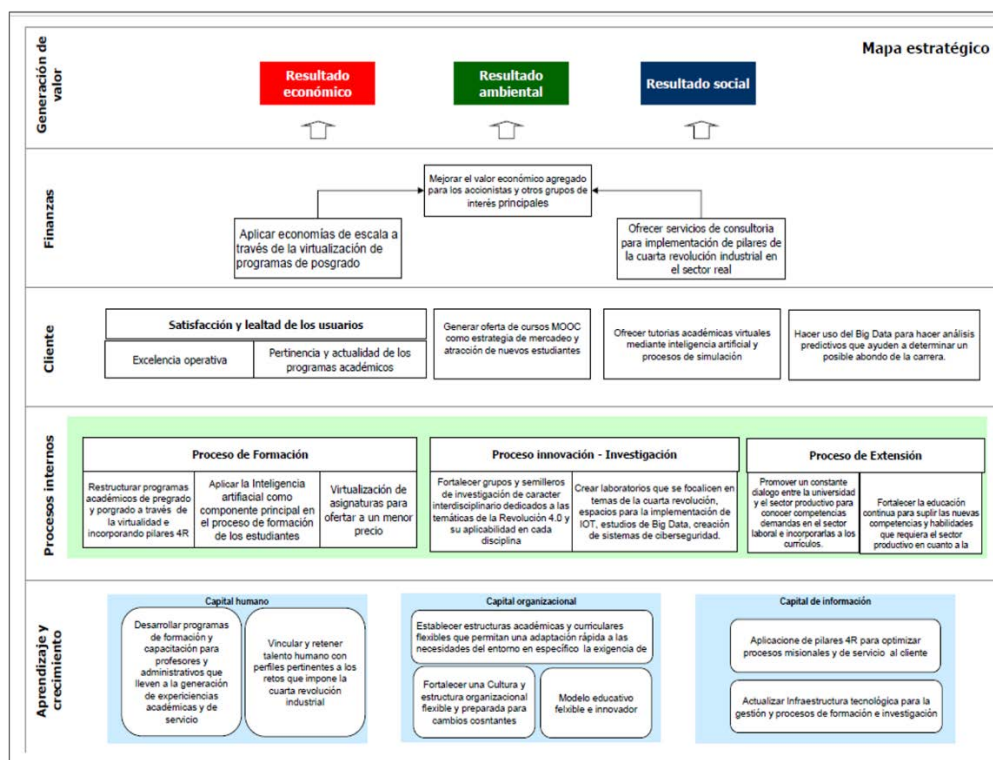 Mapa estratégico
Generación de
valor
Resultado
económico
Resultado
ambiental
Resultado social
Finanzas
Mejorar el valor económico agregado
para los accionistas y otros grupos de
interés principales
Aplicar economías de escala a
través de la virtualización de
programas de posgrado
Ofrecer servicios de consultoria
para implementación de pilares de
la cuarta revolución industrial en
el sector real
Cliente
Satisfacción y lealtad de los usuarios
Excelencia operativa
Pertinencia y actualidad de los
programas académicos
Generar oferta de cursos MOOC
como estrategia de mercadeo y
atracción de nuevos estudiantes
Ofrecer tutorias académicas virtuales
mediante inteligencia artificial y
procesos de simulación
Hacer uso del Big Data para hacer análisis
predictivos que ayuden a determinar un
posible abondo de la carrera.
Procesos internos
Proceso de Formación
Restructurar programas
académicos de pregrado
y porgrado a través de
la virtualidad e
incorporando pilares 4R
Aplicar la Inteligencia
artifiacial como
componente principal en
el proceso de formación
de los estudiantes
Virtualización de
asignaturas para
ofertar a un menor
precio
Proceso innovación - Investigación
Fortalecer grupos y semilleros
de investigación de caracter
interdisciplinario dedicados a las
temáticas de la Revolución 4.0 y
su aplicabilidad en cada
disciplina
Crear laboratorios que se focalicen en
temas de la cuarta revolución,
espacios para la implementación de
IOT, estudios de Big Data, creación
de sistemas de ciberseguridad.
Proceso de Extensión
Promover un constante
dialogo entre la universidad
y el sector productivo para
conocer competencias
demandas en el sector
laboral e incorporarlas a los
currículos.
Fortalecer la educación
continua para suplir las nuevas
competencias y habilidades
que requiera el sector
productivo en cuanto a la
Aprendizaje y
crecimiento
Capital humano
Desarrollar programas
de formación y
capacitación para
profesores y
administrativos que
lleven a la generación
de expericiencias
académicas y de
servicio
Vincular y retener
talento humano con
perfiles pertinentes a los
retos que impone la
cuarta revolución
industrial
Capital organizacional
Establecer estructuras académicas y curriculares
flexibles que permitan una adaptación rápida a las
necesidades del entorno en específico la exigencia de
Fortalecer una Cultura y
estructura organizacional
flexible y preparada para
cambios cosntantes
Modelo educativo
felxible e innovador
Capital de información
Aplicacione de pilares 4R para optimizar
procesos misionales y de servicio al
cliente
Actualizar Infraestructura tecnológica para la
gestión y procesos de formación e investigación